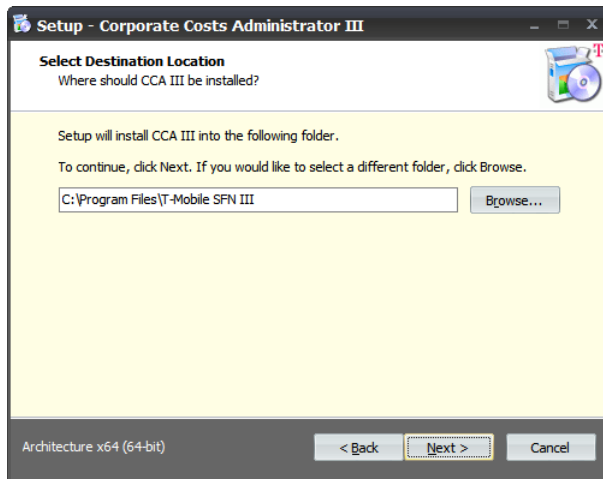 Setup - Corporate Costs Administrator III
Select Destination Location
Where should CCA III be installed?
T
Setup will install CCA III into the following folder.
To continue, click Next. If you would like to select a different folder, click Browse.
C:\Program Files\T-Mobile SFN III
Browse...
Architecture x64 (64-bit)
< Back
Next >
Cancel